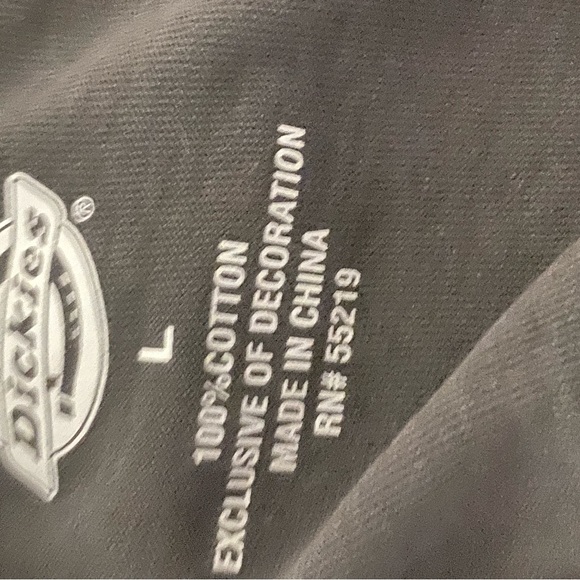 Dickies®
L
100%COTTON
EXCLUSIVE OF DECORATION
MADE IN CHINA
RN# 55219